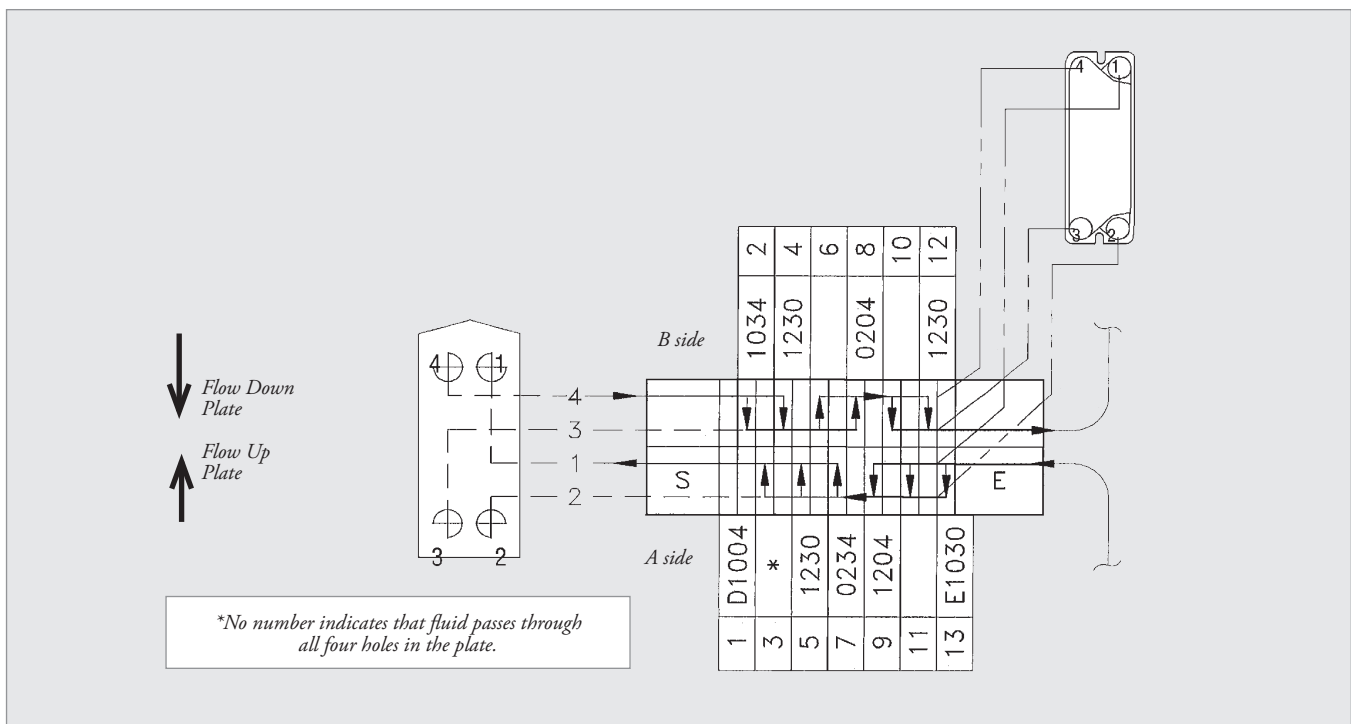 4 1
3 2
2 4 6 8 10 12
1034 1230 0204 1230
B side
4 1
Flow Down
Plate
4
3
Flow Up
Plate
1
S E
2
3 2
A side
D1004 * 1230 0234 1204 E1030
1 3 5 7 9 11 13
*No number indicates that fluid passes through
all four holes in the plate.